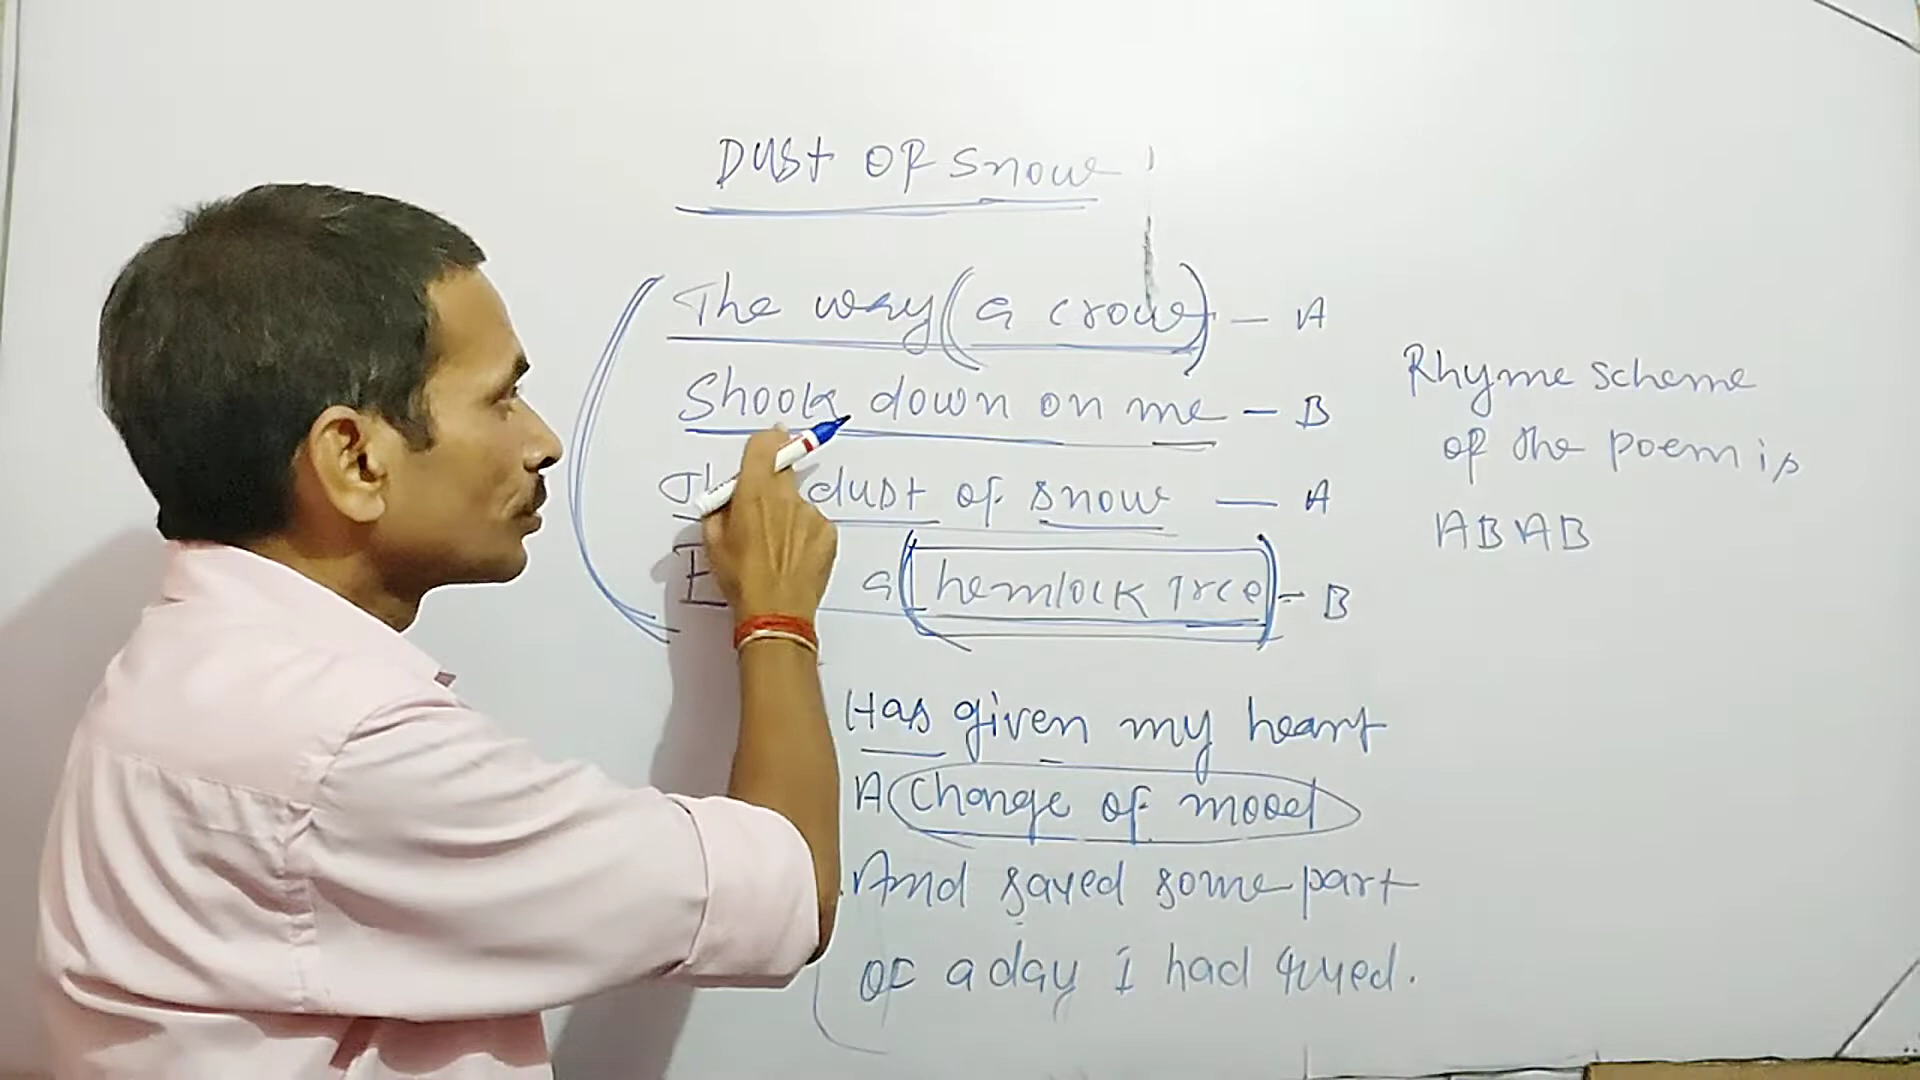 Dust of snow
The way (a crow) — A
Shook down on me — B
The dust of snow — A
a (hemlock tree) - B
Has given my heart
A change of mood
And saved some part
of a day I had
Rhyme scheme
of the poem is
ABAB